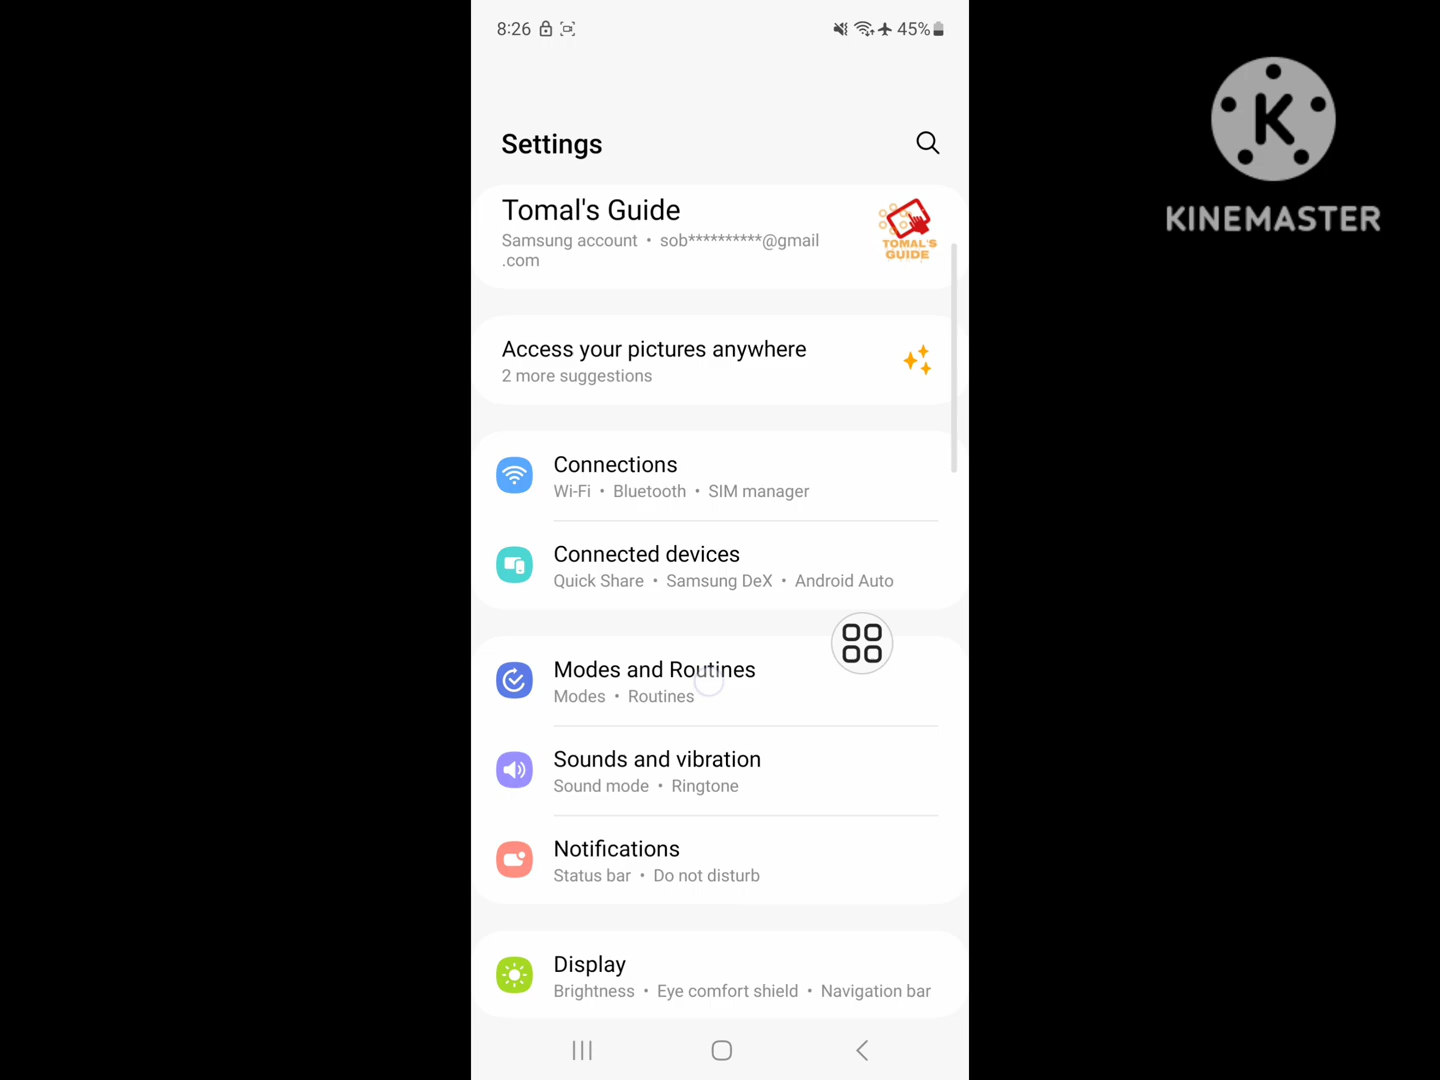 8:26
45%
Settings
Tomal's Guide
Samsung account • sob**********@gmail
.com
TOMAL'S
GUIDE
Access your pictures anywhere
2 more suggestions
Connections
Wi-Fi • Bluetooth • SIM manager
Connected devices
Quick Share • Samsung DeX • Android Auto
Modes and Routines
Modes • Routines
Sounds and vibration
Sound mode • Ringtone
Notifications
Status bar • Do not disturb
Display
Brightness • Eye comfort shield • Navigation bar
K
KINEMASTER